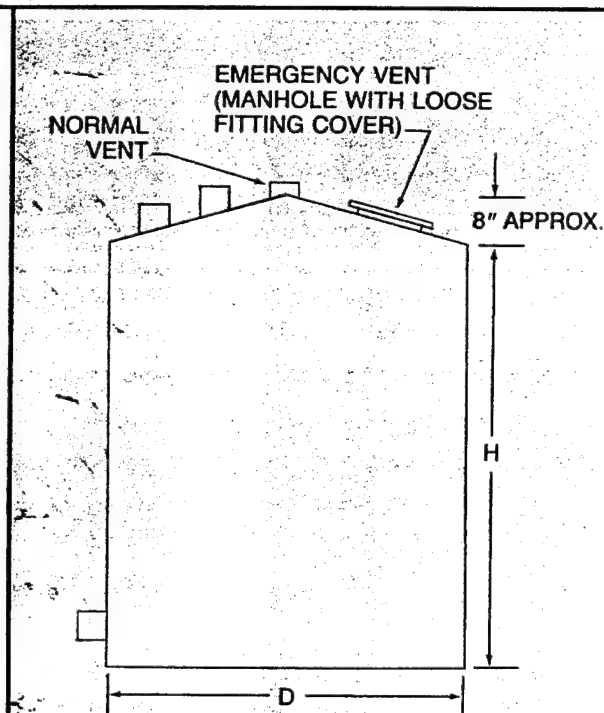 EMERGENCY VENT
(MANHOLE WITH LOOSE
FITTING COVER)
NORMAL
VENT
8" APPROX.
H
D